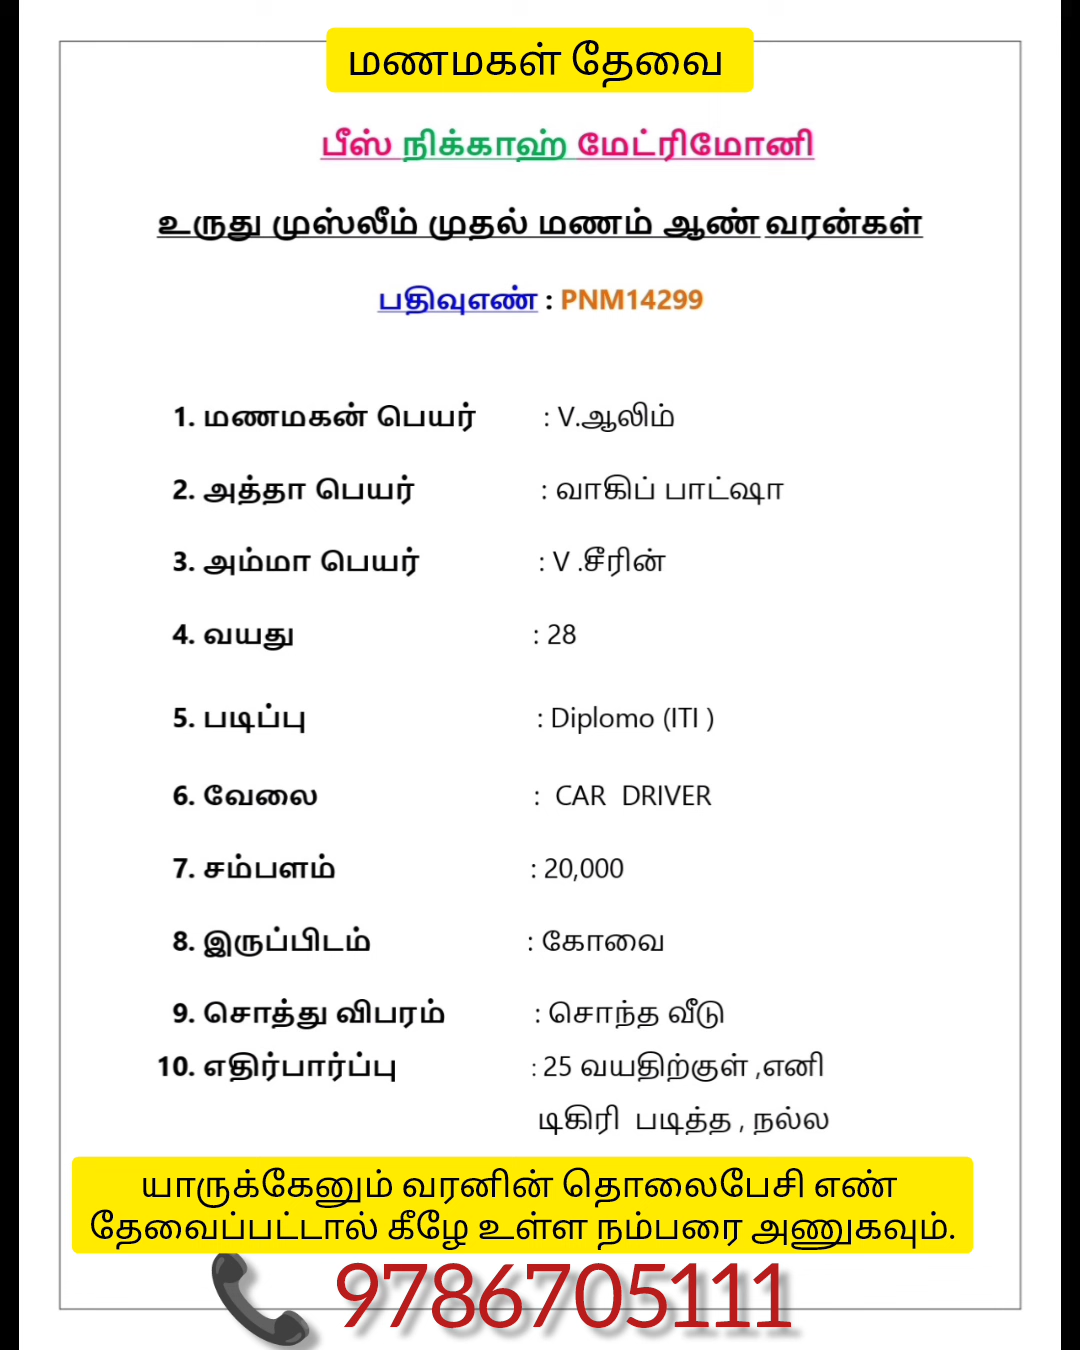 மணமகள் தேவை
பீஸ் நிக்காஹ் மேட்ரிமோனி
உருது முஸ்லீம் முதல் மணம் ஆண் வரன்கள்
பதிவுஎண் : PNM14299
1. மணமகன் பெயர் : V.ஆலிம்
2. அத்தா பெயர் : வாகிப் பாட்ஷா
3. அம்மா பெயர் : V .சீரின்
4. வயது : 28
5. படிப்பு : Diplomo (ITI )
6. வேலை : CAR DRIVER
7. சம்பளம் : 20,000
8. இருப்பிடம் : கோவை
9. சொத்து விபரம் : சொந்த வீடு
10. எதிர்பார்ப்பு : 25 வயதிற்குள் ,எனி
டிகிரி படித்த , நல்ல
யாருக்கேனும் வரனின் தொலைபேசி எண்
தேவைப்பட்டால் கீழே உள்ள நம்பரை அணுகவும்.
9786705111